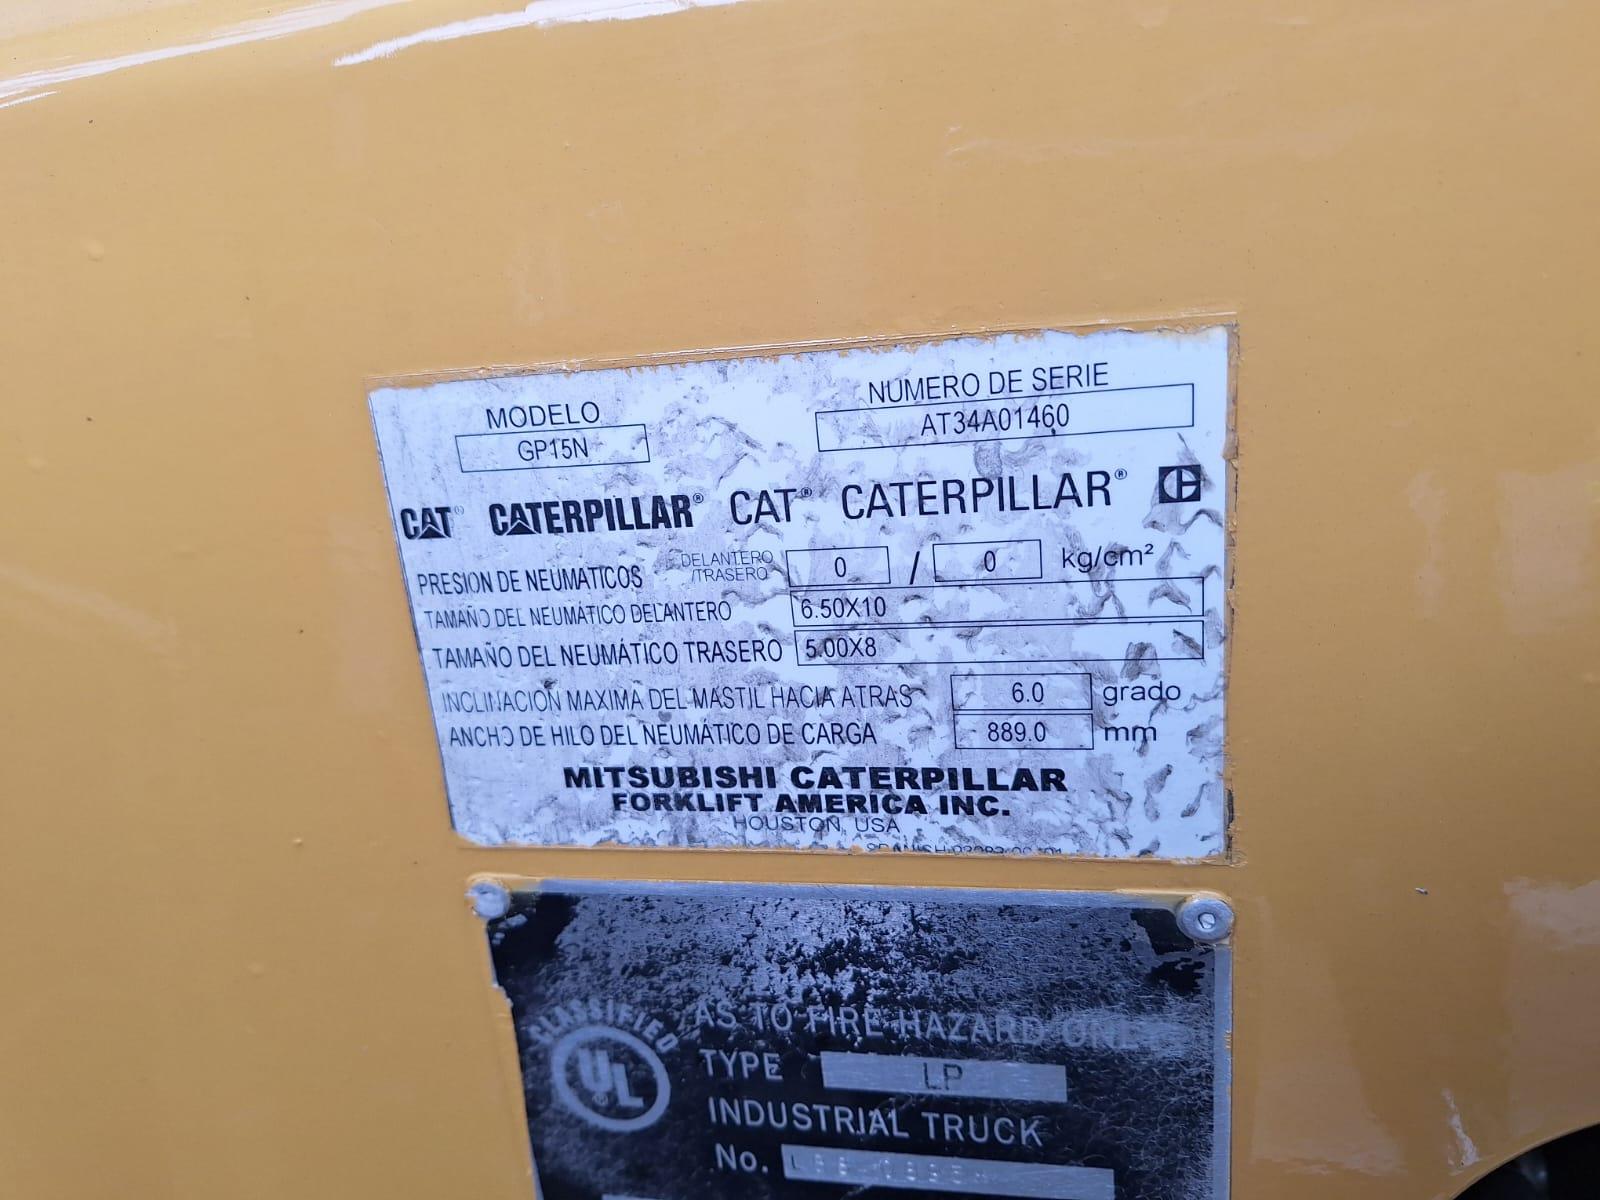 MODELO
GP15N
NUMERO DE SERIE
AT34A01460
CAT® CATERPILLAR® CAT® CATERPILLAR®
PRESION DE NEUMATICOS DELANTERO /TRASERO 0 / 0 kg/cm²
TAMAÑO DEL NEUMÁTICO DELANTERO 6.50X10
TAMAÑO DEL NEUMÁTICO TRASERO 5.00X8
INCLINACION MAXIMA DEL MASTIL HACIA ATRAS 6.0 grado
ANCHO DE HILO DEL NEUMÁTICO DE CARGA 889.0 mm
MITSUBISHI CATERPILLAR
FORKLIFT AMERICA INC.
HOUSTON, USA
SPANISH
CLASSIFIED
UL®
AS TO FIRE HAZARD ONLY
TYPE LP
INDUSTRIAL TRUCK
No.